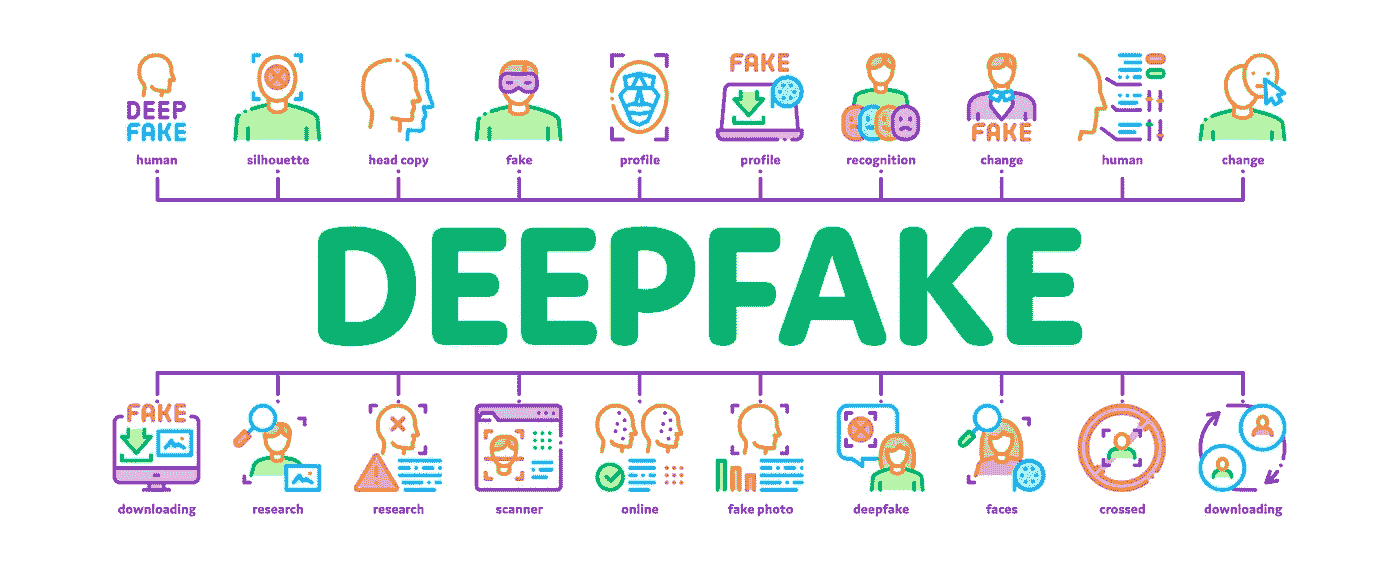 FAKE
DEEP
FAKE
FAKE
human
silhouette
head copy
fake
profile
profile
recognition
change
human
change
DEEPFAKE
FAKE
downloading
research
research
scanner
online
fake photo
deepfake
faces
crossed
downloading